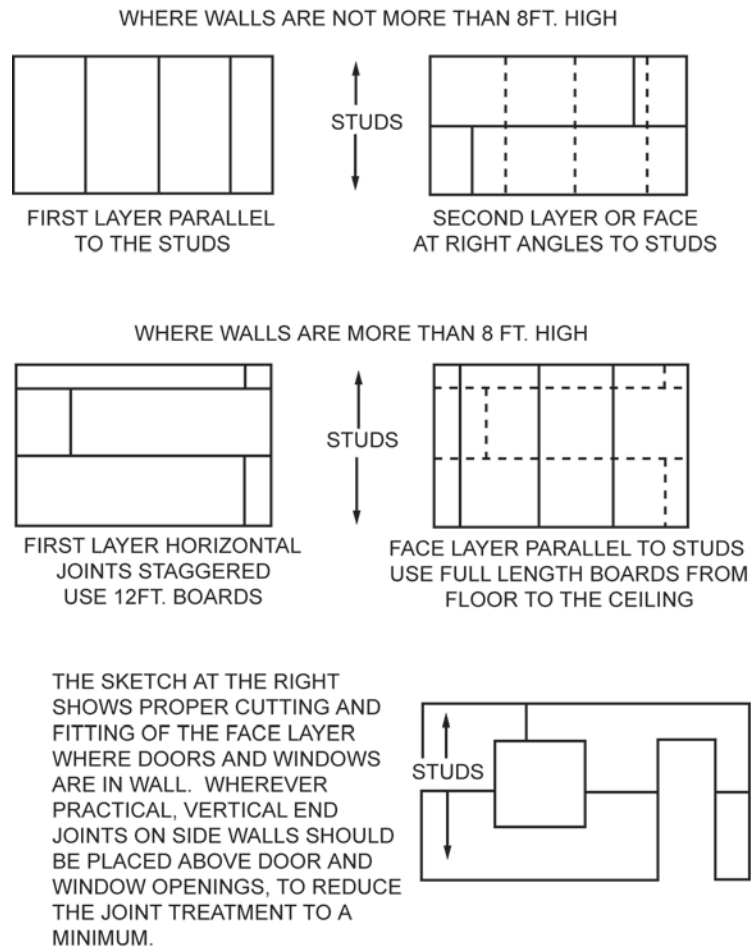 WHERE WALLS ARE NOT MORE THAN 8FT. HIGH
STUDS
FIRST LAYER PARALLEL
TO THE STUDS
SECOND LAYER OR FACE
AT RIGHT ANGLES TO STUDS
WHERE WALLS ARE MORE THAN 8 FT. HIGH
STUDS
FIRST LAYER HORIZONTAL
JOINTS STAGGERED
USE 12FT. BOARDS
FACE LAYER PARALLEL TO STUDS
USE FULL LENGTH BOARDS FROM
FLOOR TO THE CEILING
THE SKETCH AT THE RIGHT
SHOWS PROPER CUTTING AND
FITTING OF THE FACE LAYER
WHERE DOORS AND WINDOWS
ARE IN WALL. WHEREVER
PRACTICAL, VERTICAL END
JOINTS ON SIDE WALLS SHOULD
BE PLACED ABOVE DOOR AND
WINDOW OPENINGS, TO REDUCE
THE JOINT TREATMENT TO A
MINIMUM.
STUDS